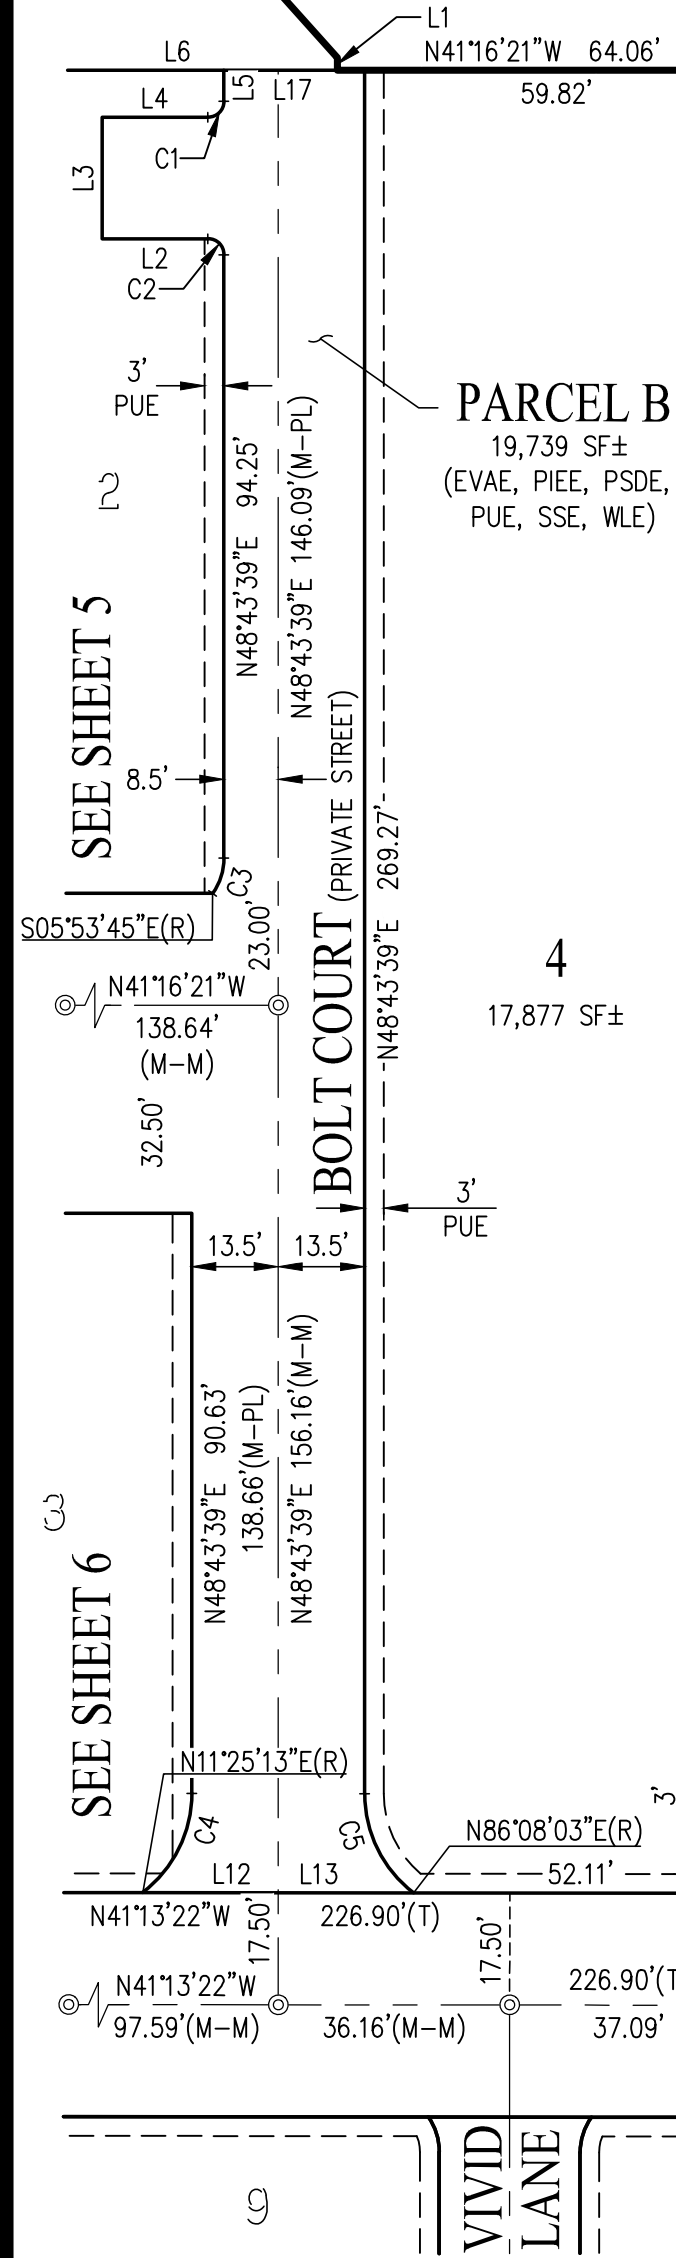 L1
L6
N41°16'21"W 64.06'
L5
L17
59.82'
L4
C1
L3
L2
C2
3'
PUE
PARCEL B
19,739 SF±
(EVAE, PIEE, PSDE,
PUE, SSE, WLE)
N48°43'39"E 94.25'
N48°43'39"E 146.09'(M-PL)
2
SEE SHEET 5
8.5'
BOLT COURT (PRIVATE STREET)
N48°43'39"E 269.27'
C3
S05°53'45"E(R)
23.00'
4
17,877 SF±
N41°16'21"W
138.64'
(M-M)
32.50'
3'
PUE
13.5'
13.5'
N48°43'39"E 90.63'
138.66'(M-PL)
N48°43'39"E 156.16'(M-M)
3
SEE SHEET 6
N11°25'13"E(R)
C4
C5
3'
N86°08'03"E(R)
L12
L13
52.11'
N41°13'22"W
17.50'
226.90'(T)
17.50'
N41°13'22"W
97.59'(M-M)
36.16'(M-M)
226.90'(T
37.09'
VIVID
LANE
9